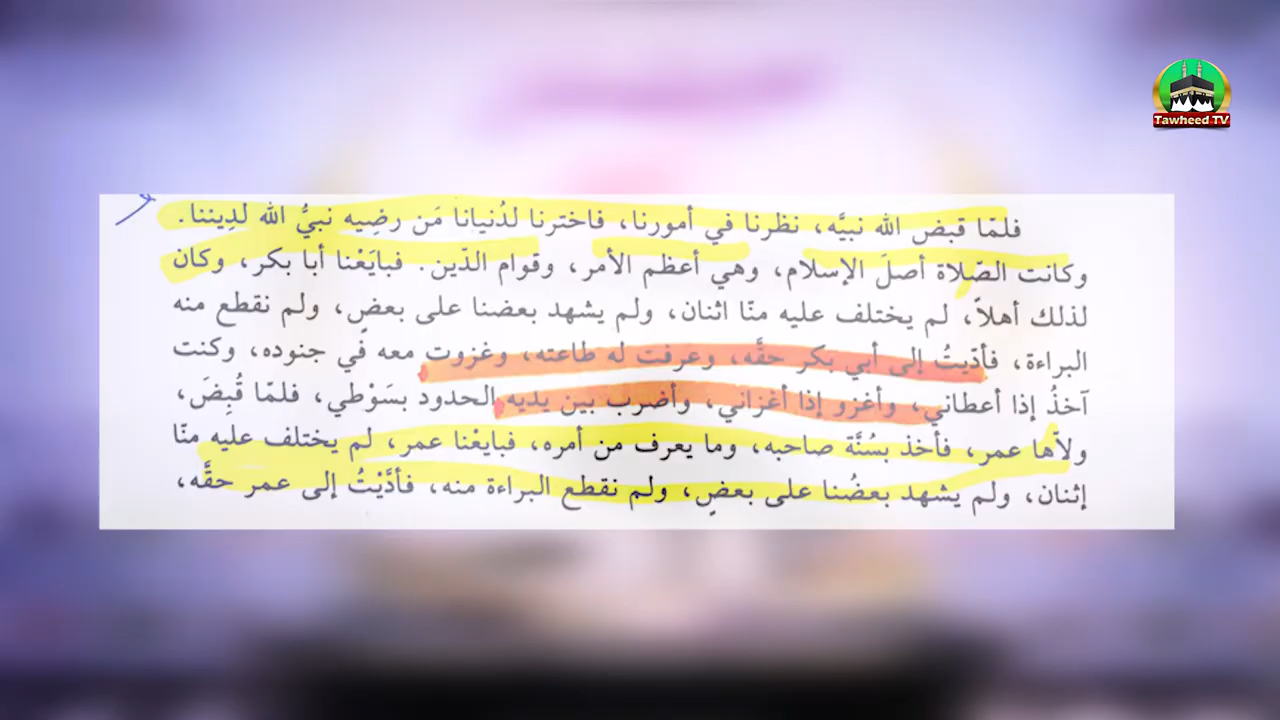 Tawheed TV
فلمّا قبض الله نبيَّه، نظرنا في أمورنا، فاخترنا لدُنيانا مَن رضِيه نبيُّ الله لدِيننا.
وكانت الصّلاة أصلَ الإسلام، وهي أعظم الأمر، وقوام الدّين. فبايَعْنا أبا بكر، وكان
لذلك أهلاً، لم يختلف عليه منّا اثنان، ولم يشهد بعضنا على بعضٍ، ولم نقطع منه
البراءة، فأدّيتُ إلى أبي بكر حقَّه، وعرفت له طاعته، وغزوت معه في جنوده، وكنت
آخذُ إذا أعطاني، وأغزو إذا أغزاني، وأضرب بين يديه الحدود بسَوْطي، فلمّا قُبِضَ،
ولاّها عمر، فأخذ بسُنَّة صاحبه، وما يعرف من أمره، فبايعْنا عمر، لم يختلف عليه منّا
إثنان، ولم يشهد بعضُنا على بعضٍ، ولم نقطع البراءة منه، فأدَّيْتُ إلى عمر حقَّه،